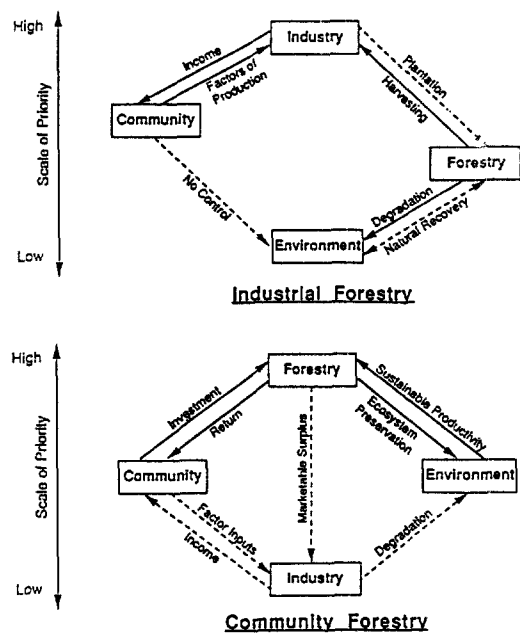 High
Scale of Priority
Low
Industry
Income
Factors of
Production
Plantation
Harvesting
Community
Forestry
No Control
Degradation
Natural Recovery
Environment
Industrial Forestry
High
Scale of Priority
Low
Forestry
Investment
Return
Marketable Surplus
Sustainable Productivity
Ecosystem
Preservation
Community
Environment
Factor Inputs
Income
Degradation
Industry
Community Forestry